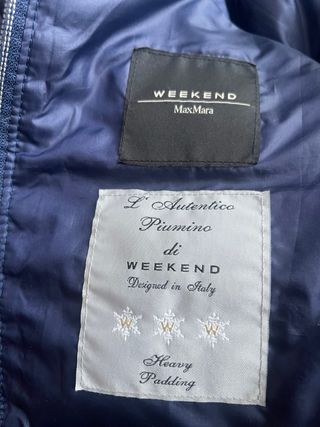 WEEKEND
MaxMara
L' Autentico
Piumino
di
WEEKEND
Designed in Italy
W W W
Heavy
Padding